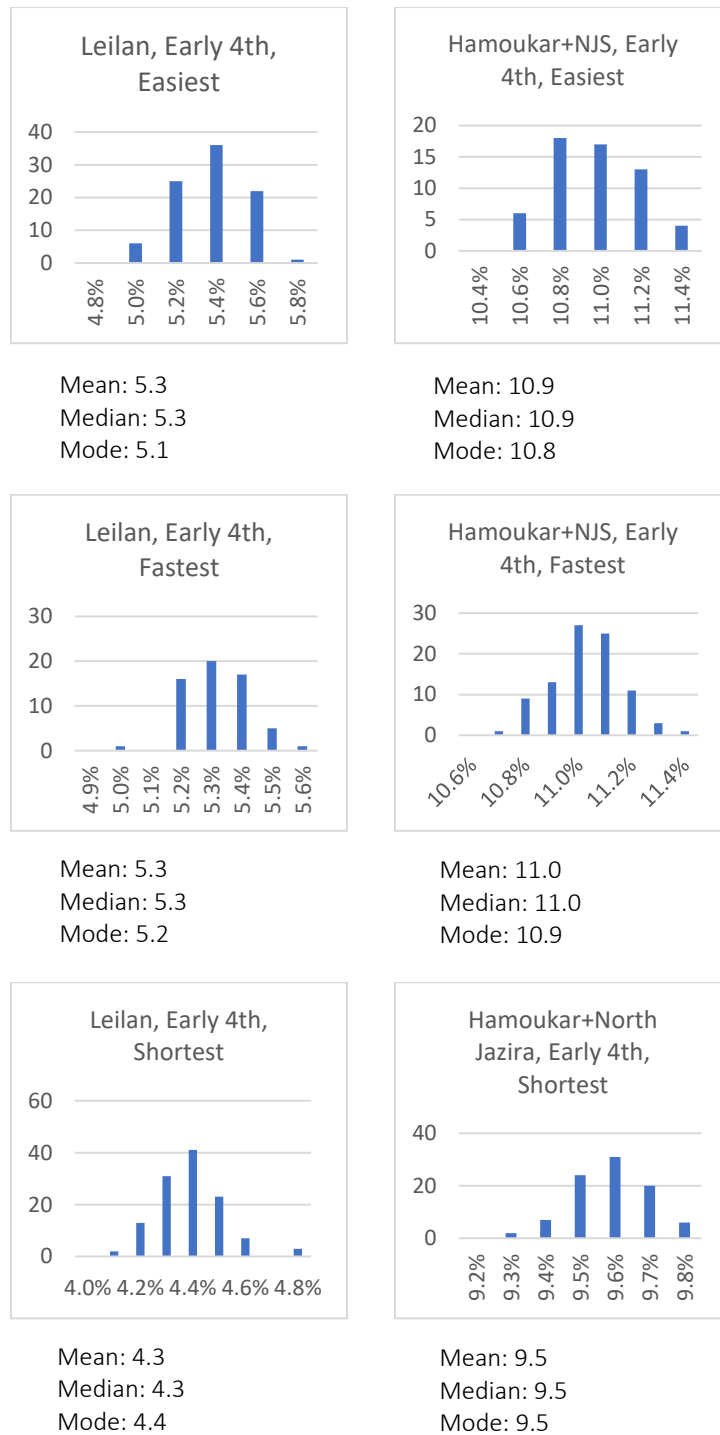 Leilan, Early 4th,
Easiest
40
30
20
10
0
4.8%
5.0%
5.2%
5.4%
5.6%
5.8%
Mean: 5.3
Median: 5.3
Mode: 5.1
Hamoukar+NJS, Early
4th, Easiest
20
15
10
5
0
10.4%
10.6%
10.8%
11.0%
11.2%
11.4%
Mean: 10.9
Median: 10.9
Mode: 10.8
Leilan, Early 4th,
Fastest
30
20
10
0
4.9%
5.0%
5.1%
5.2%
5.3%
5.4%
5.5%
5.6%
Mean: 5.3
Median: 5.3
Mode: 5.2
Hamoukar+NJS, Early
4th, Fastest
30
20
10
0
10.6%
10.8%
11.0%
11.2%
11.4%
Mean: 11.0
Median: 11.0
Mode: 10.9
Leilan, Early 4th,
Shortest
60
40
20
0
4.0% 4.2% 4.4% 4.6% 4.8%
Mean: 4.3
Median: 4.3
Mode: 4.4
Hamoukar+North
Jazira, Early 4th,
Shortest
40
20
0
9.2%
9.3%
9.4%
9.5%
9.6%
9.7%
9.8%
Mean: 9.5
Median: 9.5
Mode: 9.5